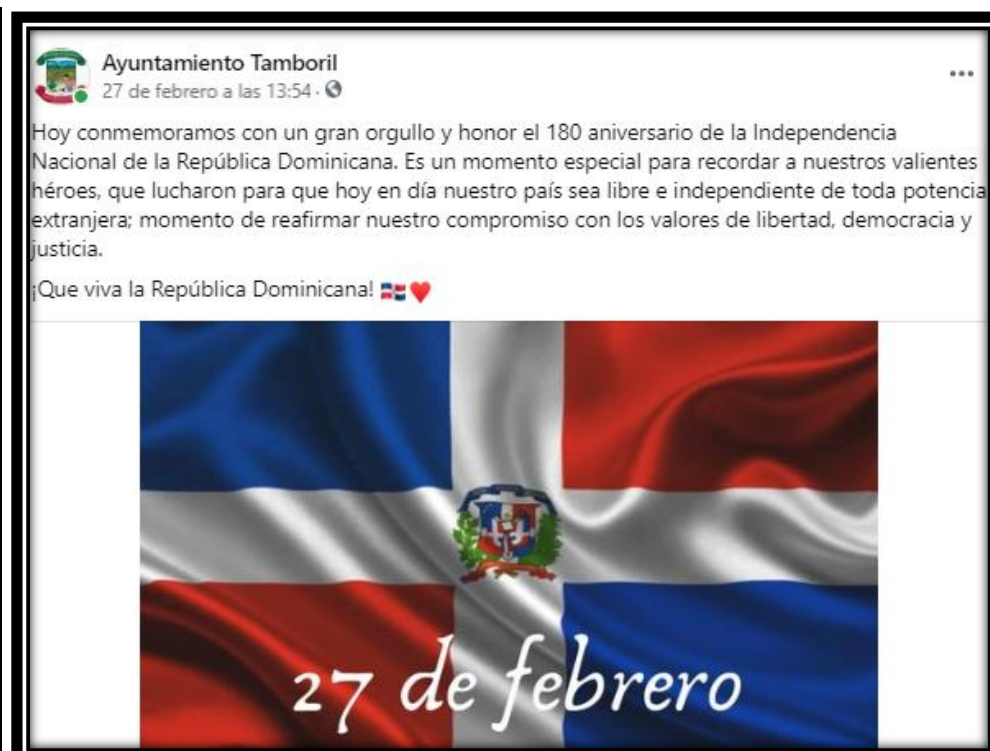 Ayuntamiento Tamboril
27 de febrero a las 13:54 ·
Hoy conmemoramos con un gran orgullo y honor el 180 aniversario de la Independencia
Nacional de la República Dominicana. Es un momento especial para recordar a nuestros valientes
héroes, que lucharon para que hoy en día nuestro país sea libre e independiente de toda potencia
extranjera; momento de reafirmar nuestro compromiso con los valores de libertad, democracia y
justicia.
¡Que viva la República Dominicana! 🇩🇴❤️
27 de febrero